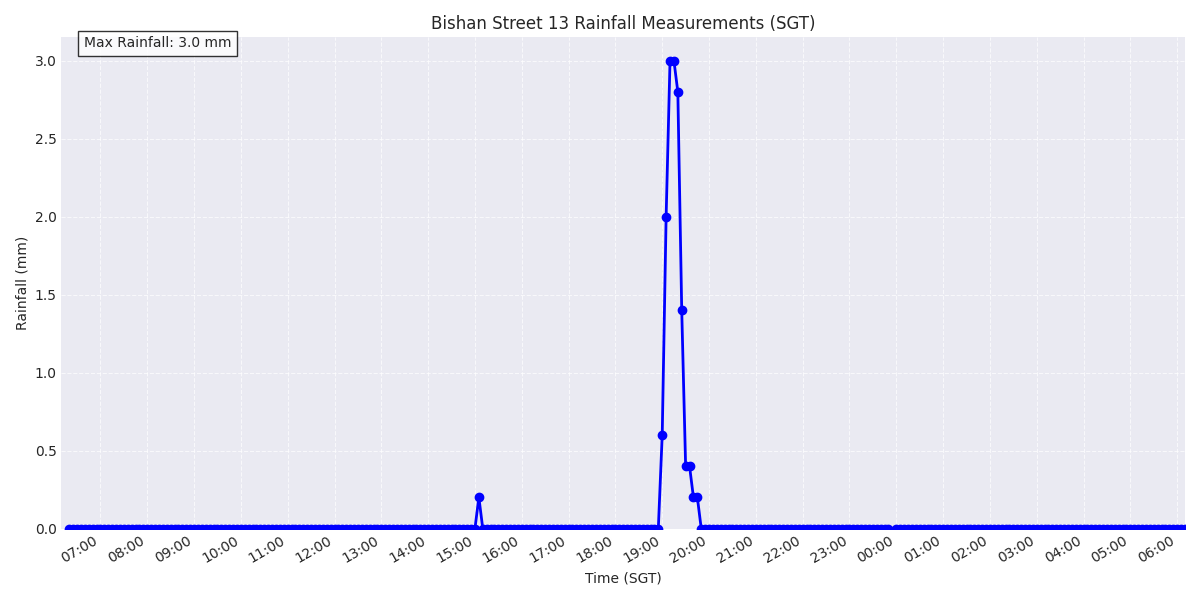 Bishan Street 13 Rainfall Measurements (SGT)
Max Rainfall: 3.0 mm
3.0
2.5
2.0
1.5
1.0
0.5
0.0
Rainfall (mm)
07:00 08:00 09:00 10:00 11:00 12:00 13:00 14:00 15:00 16:00 17:00 18:00 19:00 20:00 21:00 22:00 23:00 00:00 01:00 02:00 03:00 04:00 05:00 06:00
Time (SGT)